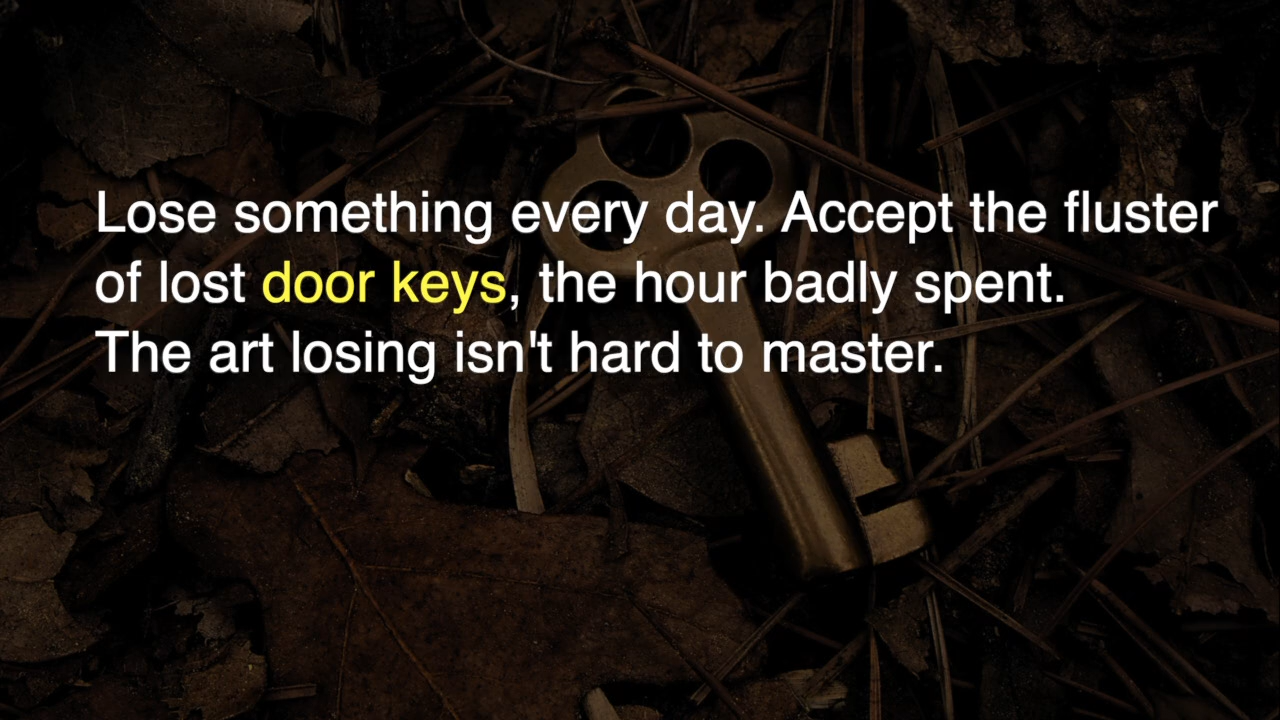 Lose something every day. Accept the fluster
of lost door keys, the hour badly spent.
The art losing isn't hard to master.